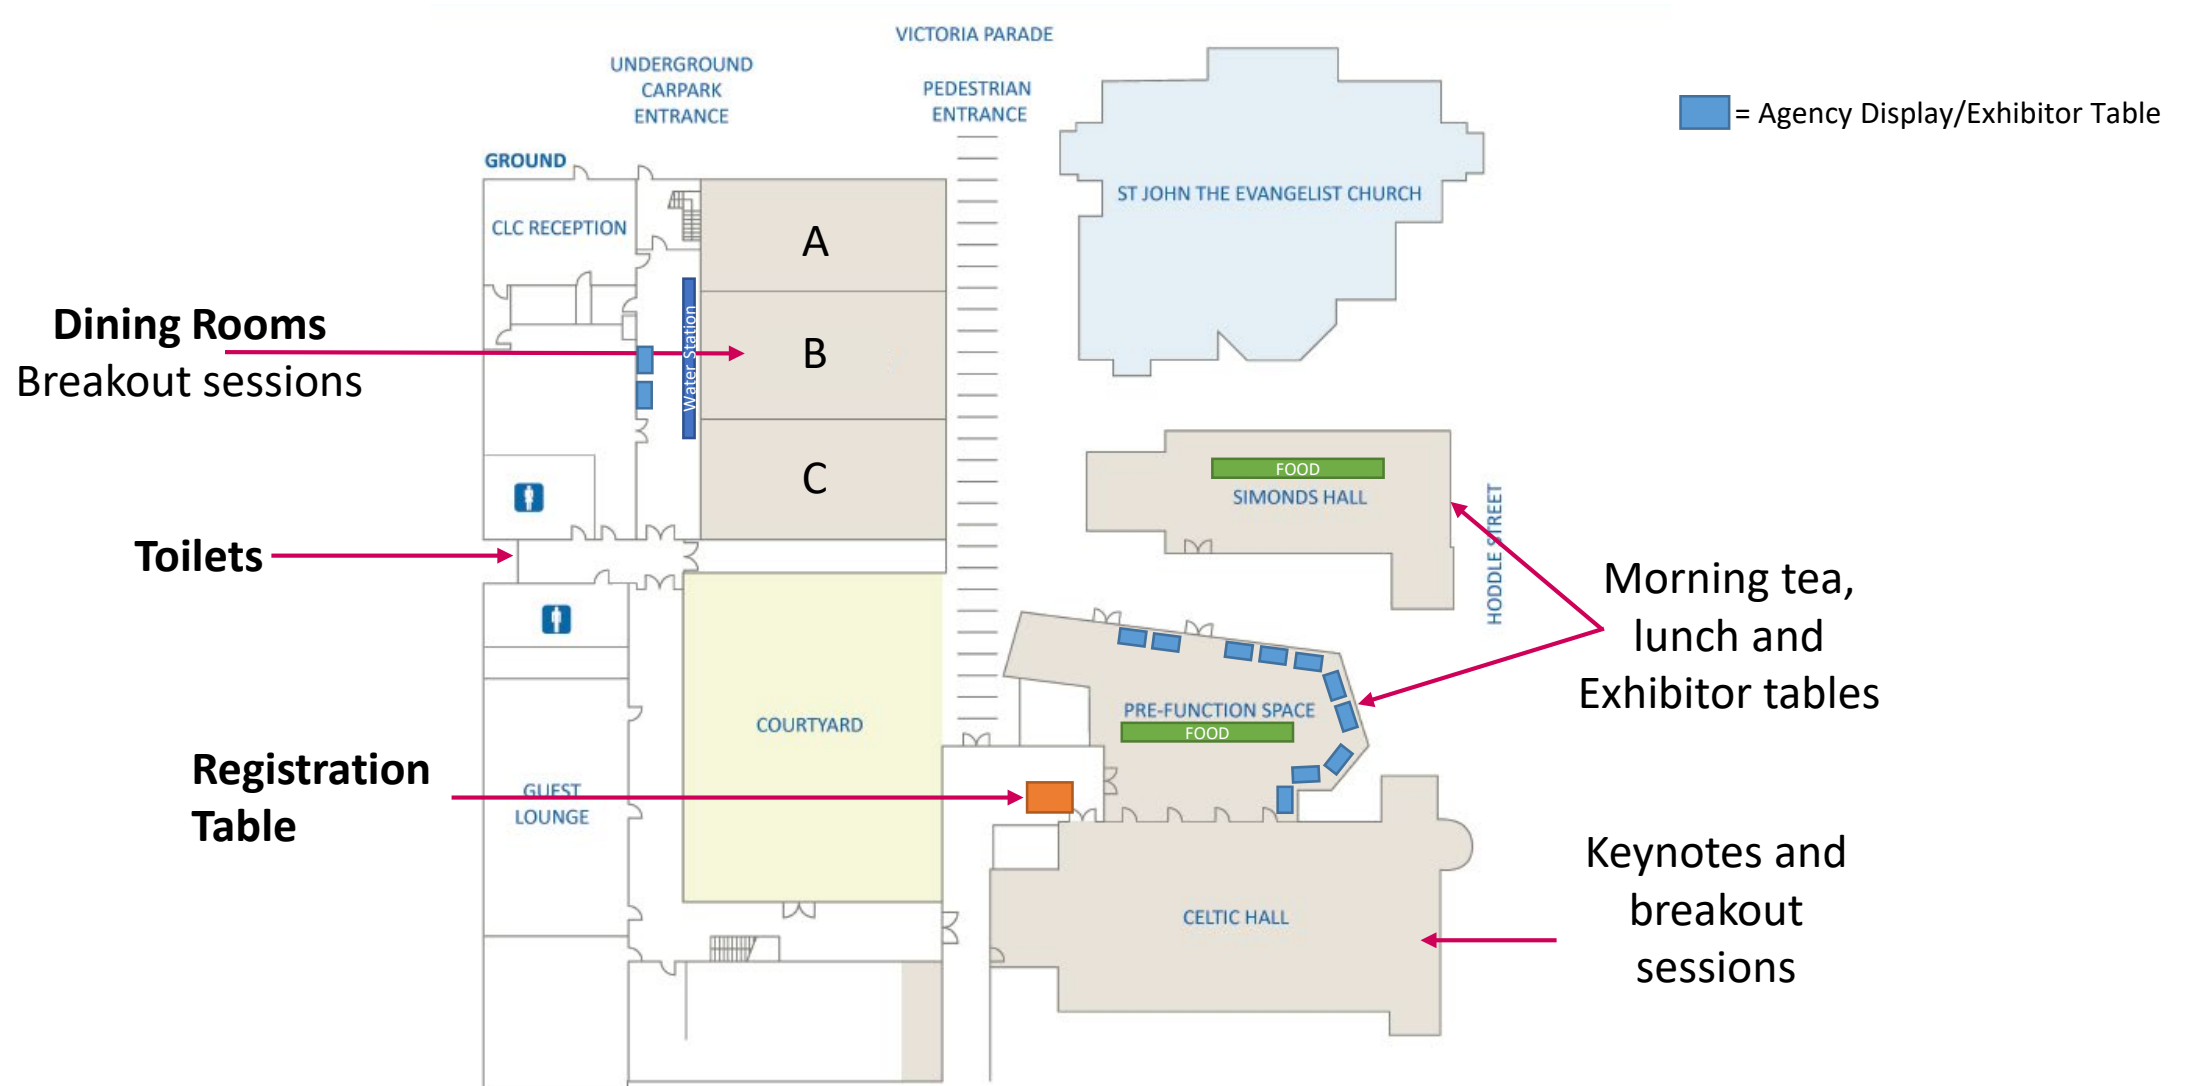 VICTORIA PARADE
UNDERGROUND
CARPARK
ENTRANCE
PEDESTRIAN
ENTRANCE
= Agency Display/Exhibitor Table
GROUND
CLC RECEPTION
ST JOHN THE EVANGELIST CHURCH
A
Dining Rooms
Breakout sessions
Water Station
B
C
FOOD
SIMONDS HALL
HODDLE STREET
Toilets
Morning tea,
lunch and
Exhibitor tables
PRE-FUNCTION SPACE
FOOD
COURTYARD
Registration
Table
GUEST
LOUNGE
Keynotes and
breakout
sessions
CELTIC HALL